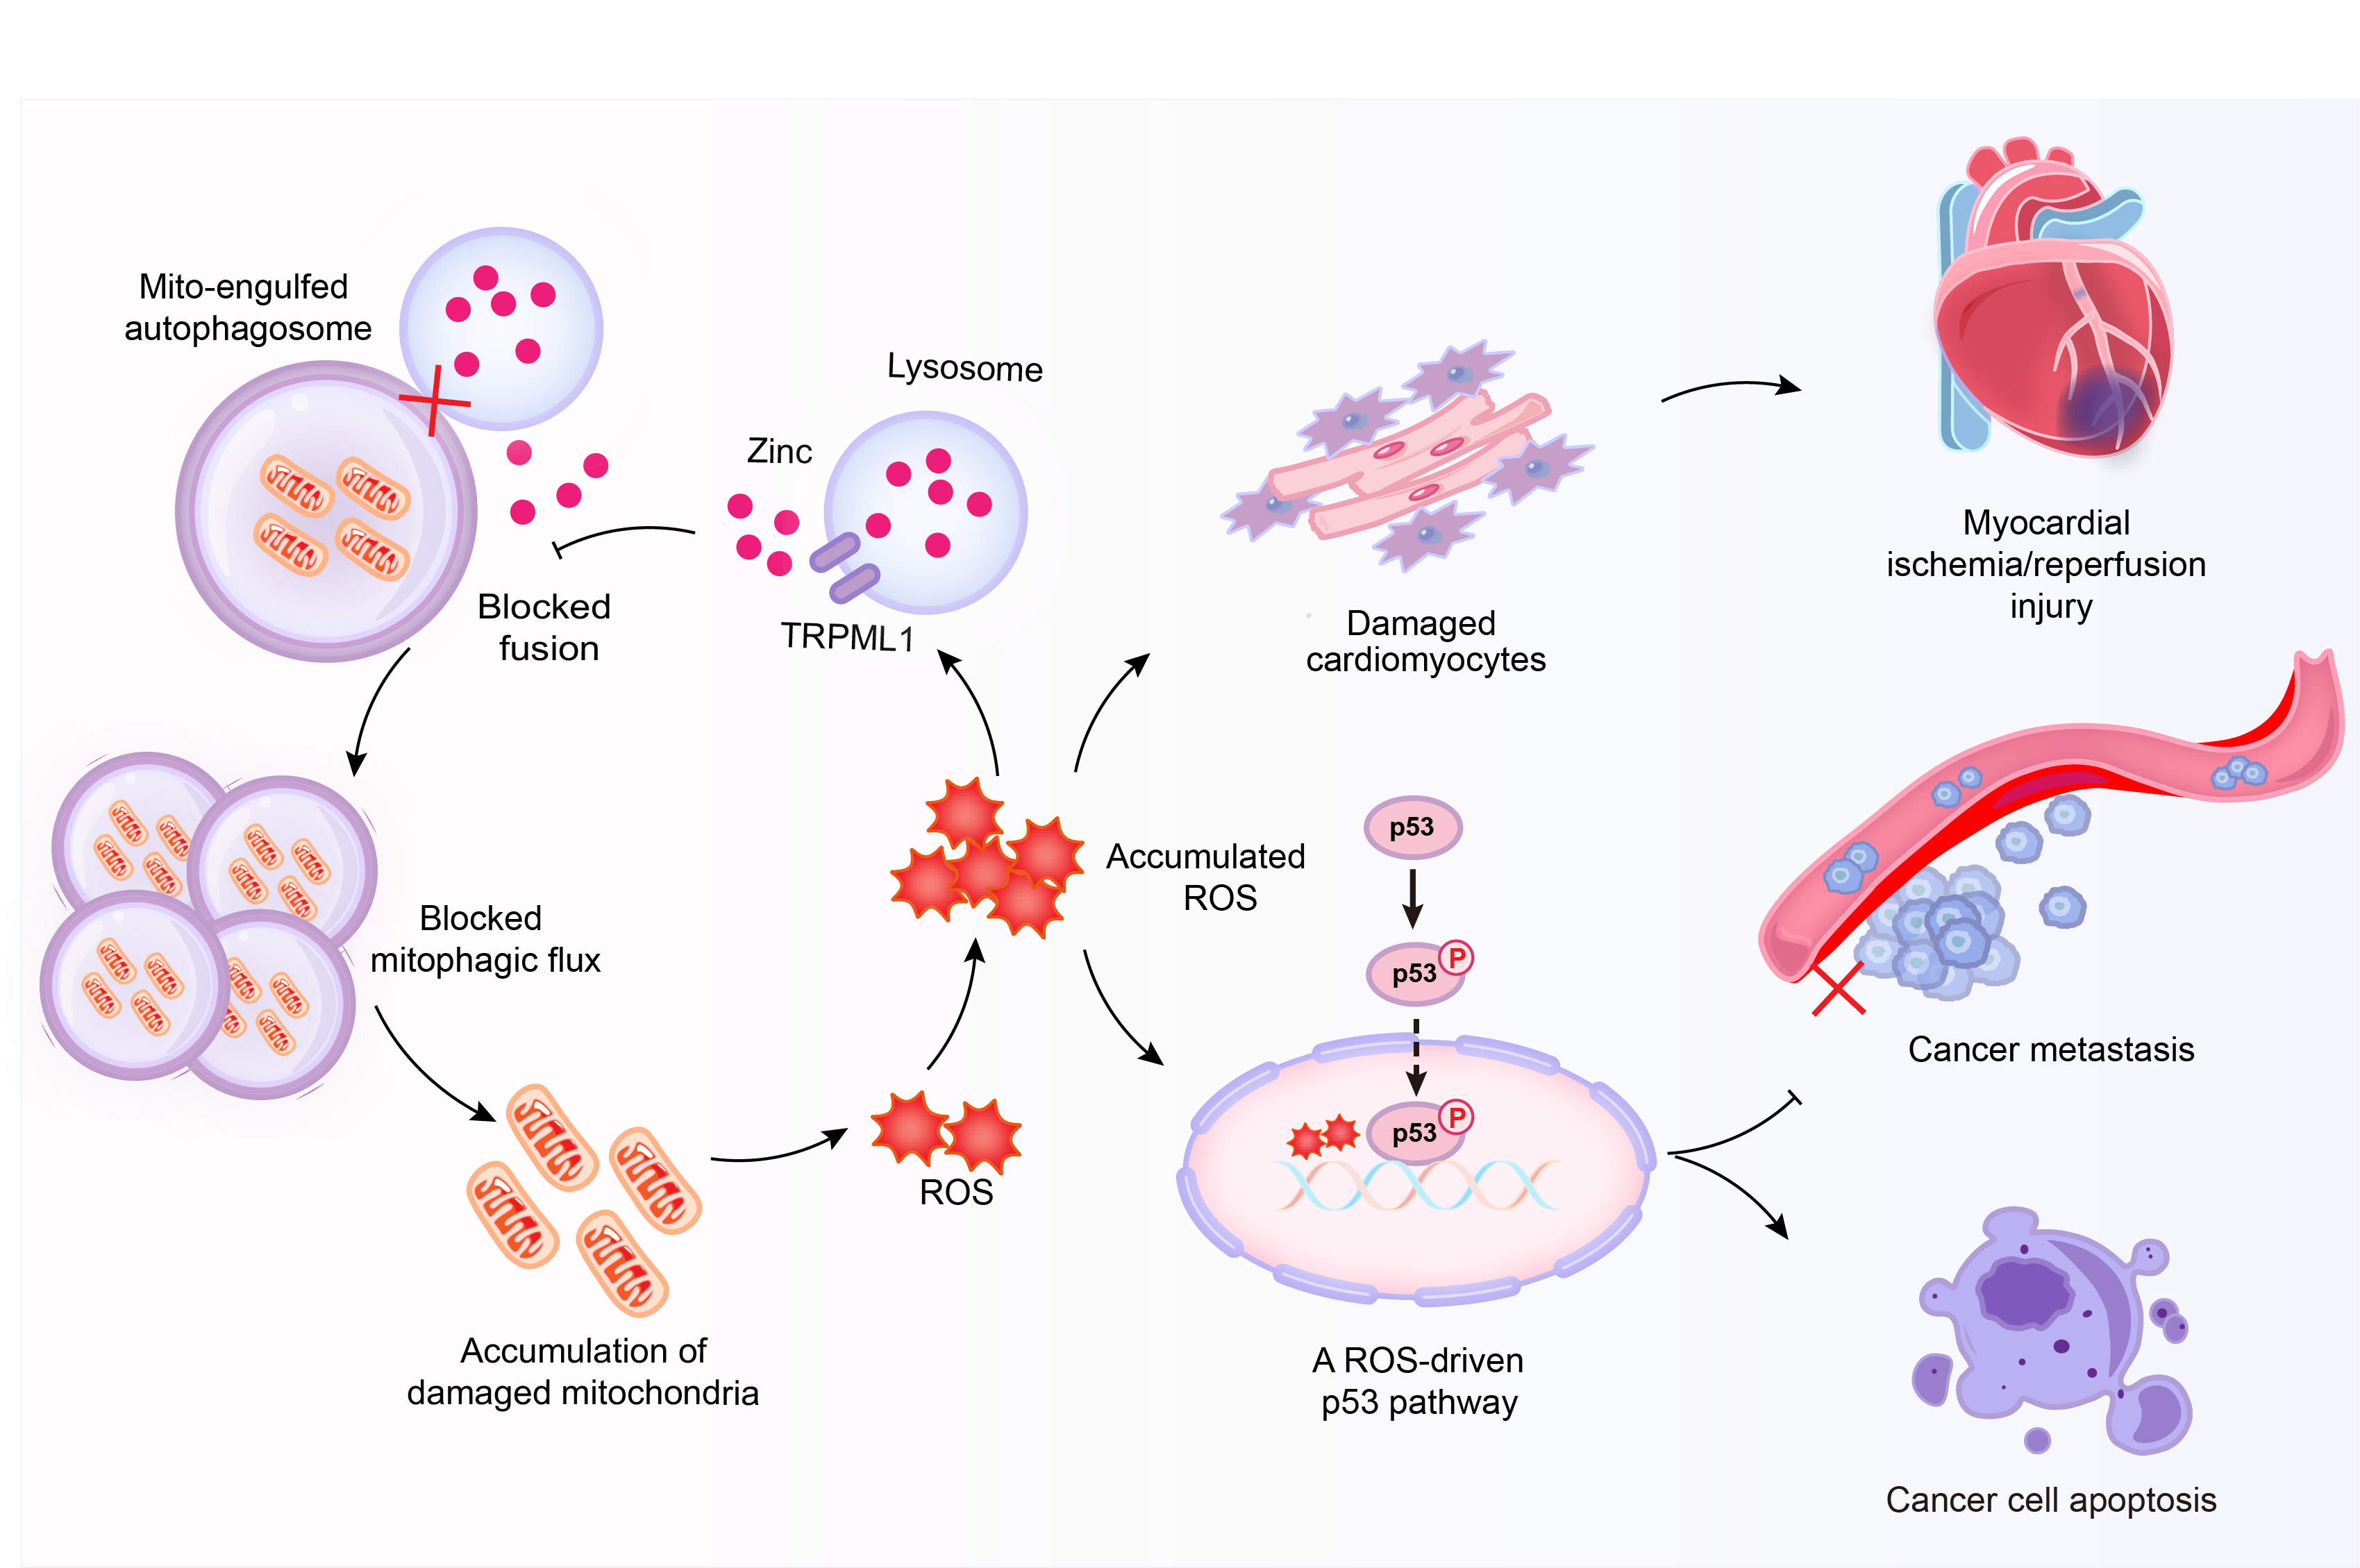 Mito-engulfed
autophagosome
Lysosome
Zinc
TRPML1
Blocked
fusion
Blocked
mitophagic flux
Accumulation of
damaged mitochondria
ROS
Accumulated
ROS
Damaged
cardiomyocytes
Myocardial
ischemia/reperfusion
injury
p53
p53 P
p53 P
A ROS-driven
p53 pathway
Cancer metastasis
Cancer cell apoptosis